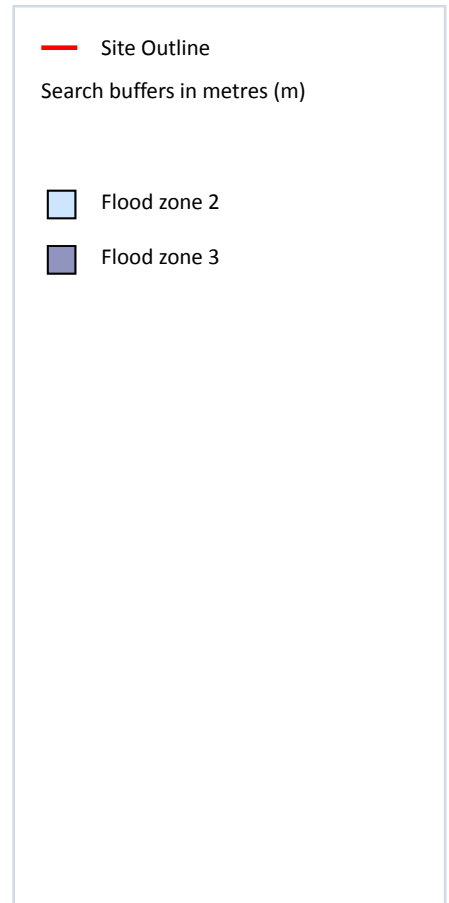 Site Outline
Search buffers in metres (m)
Flood zone 2
Flood zone 3